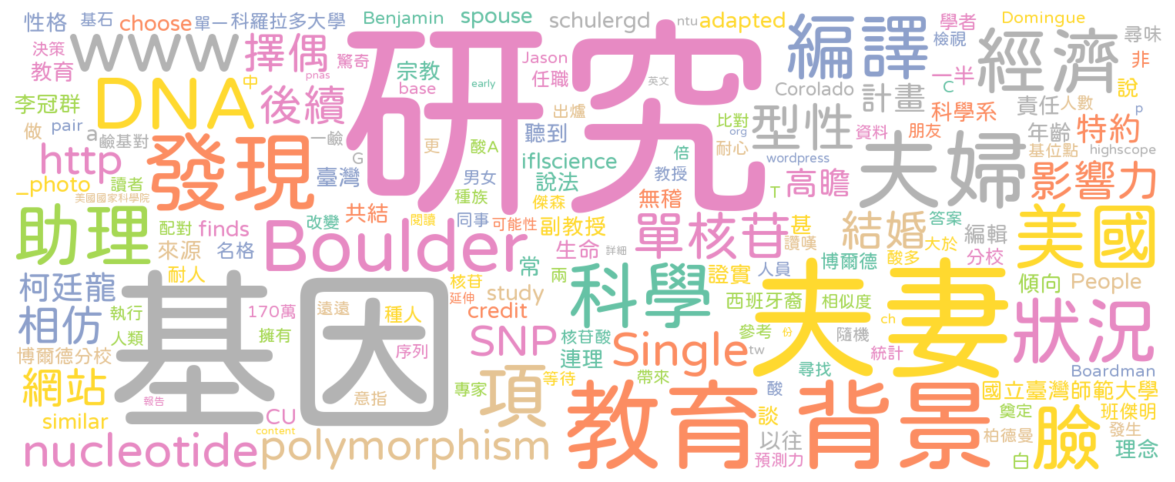 性格 基石 choose 單一 科羅拉多大學 Benjamin spouse schulergd ntu adapted Domingue 學者 尋味
決策 www 擇偶 驚奇 pnas 研究 宗教 early Jason 任職 英文 編譯 檢視 經濟 非
教育 DNA 中 後續 base 出爐 Corolado 計畫 一半 C 說
李冠群 做 pair a 鹼基對 一鹼 聽到 比對 org 耐心 型性 資料 科學系 責任 人數 p
http 發現 G 臺灣 更 酸A iflscience 倍 wordpress 朋友 年齡 特約 highscope
_photo 讀者 美國國家科學院 男女 種族 說法 傑森 無稽 教授 T 高瞻 夫婦 基位點 影響力
助理 配對 finds 改變 共結 閱讀 同事 可能性 副教授 單核苷 甚 讚嘆 結婚 答案 大於 編輯 美國
來源 名格 Boulder 常 生命 兩 詳細 證實 人員 博爾德 酸多 分校
柯廷龍 耐人 基因 核苷 延伸 study 科學 西班牙裔 相似度 傾向 People
相仿 執行 170萬 遠遠 種人 credit 核苷酸 參考 份 夫妻 隨機 ch 狀況
人類 擁有 序列 SNP 連理 Single tw 統計
博爾德分校 等待 帶來 尋找 Boardman
網站 報告 意指 專家 項 教育背景 酸 國立臺灣師範大學
similar CU content 談 奠定 臉 班傑明
nucleotide polymorphism 以往 預測力 柏德曼 白 發生 理念